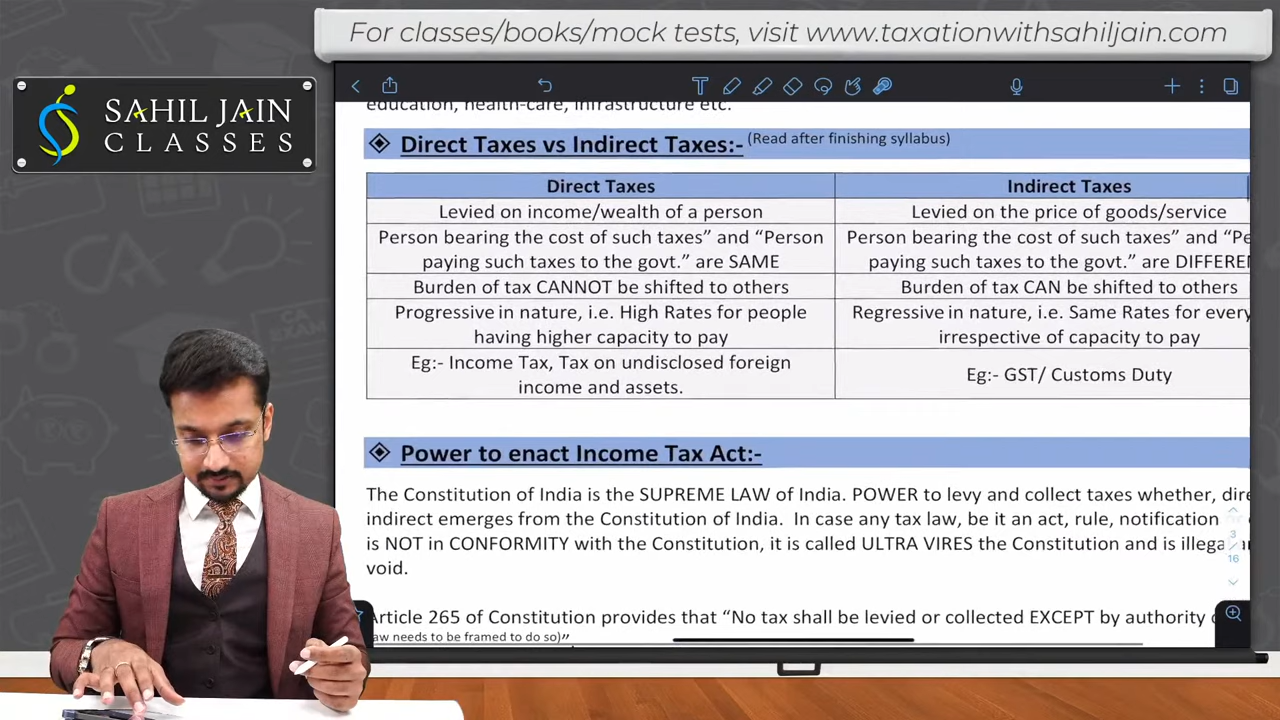 For classes/books/mock tests, visit www.taxationwithsahiljain.com
SAHIL JAIN
CLASSES
education, health-care, infrastructure etc.
Direct Taxes vs Indirect Taxes:- (Read after finishing syllabus)
Direct Taxes
Indirect Taxes
Levied on income/wealth of a person
Levied on the price of goods/service
Person bearing the cost of such taxes” and “Person
paying such taxes to the govt.” are SAME
Person bearing the cost of such taxes” and “Pe
paying such taxes to the govt.” are DIFFEREN
Burden of tax CANNOT be shifted to others
Burden of tax CAN be shifted to others
Progressive in nature, i.e. High Rates for people
having higher capacity to pay
Regressive in nature, i.e. Same Rates for every
irrespective of capacity to pay
Eg:- Income Tax, Tax on undisclosed foreign
income and assets.
Eg:- GST/ Customs Duty
Power to enact Income Tax Act:-
The Constitution of India is the SUPREME LAW of India. POWER to levy and collect taxes whether, dire
indirect emerges from the Constitution of India. In case any tax law, be it an act, rule, notification
is NOT in CONFORMITY with the Constitution, it is called ULTRA VIRES the Constitution and is illega
void.
Article 265 of Constitution provides that “No tax shall be levied or collected EXCEPT by authority
aw needs to be framed to do so)”
3
16